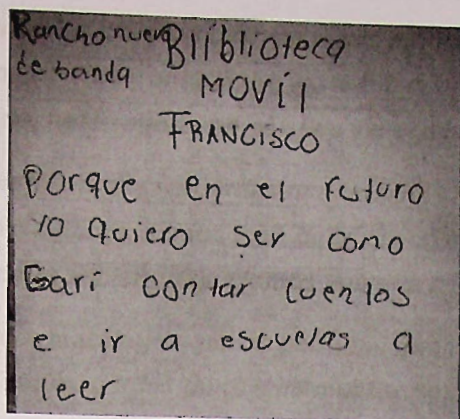 Rancho nuevo
de banda
Bliblioteca
MOVÍl
FRANCISCO
Porque en el futuro
yo quiero ser como
Gari contar cuentos
e ir a escuelas a
leer